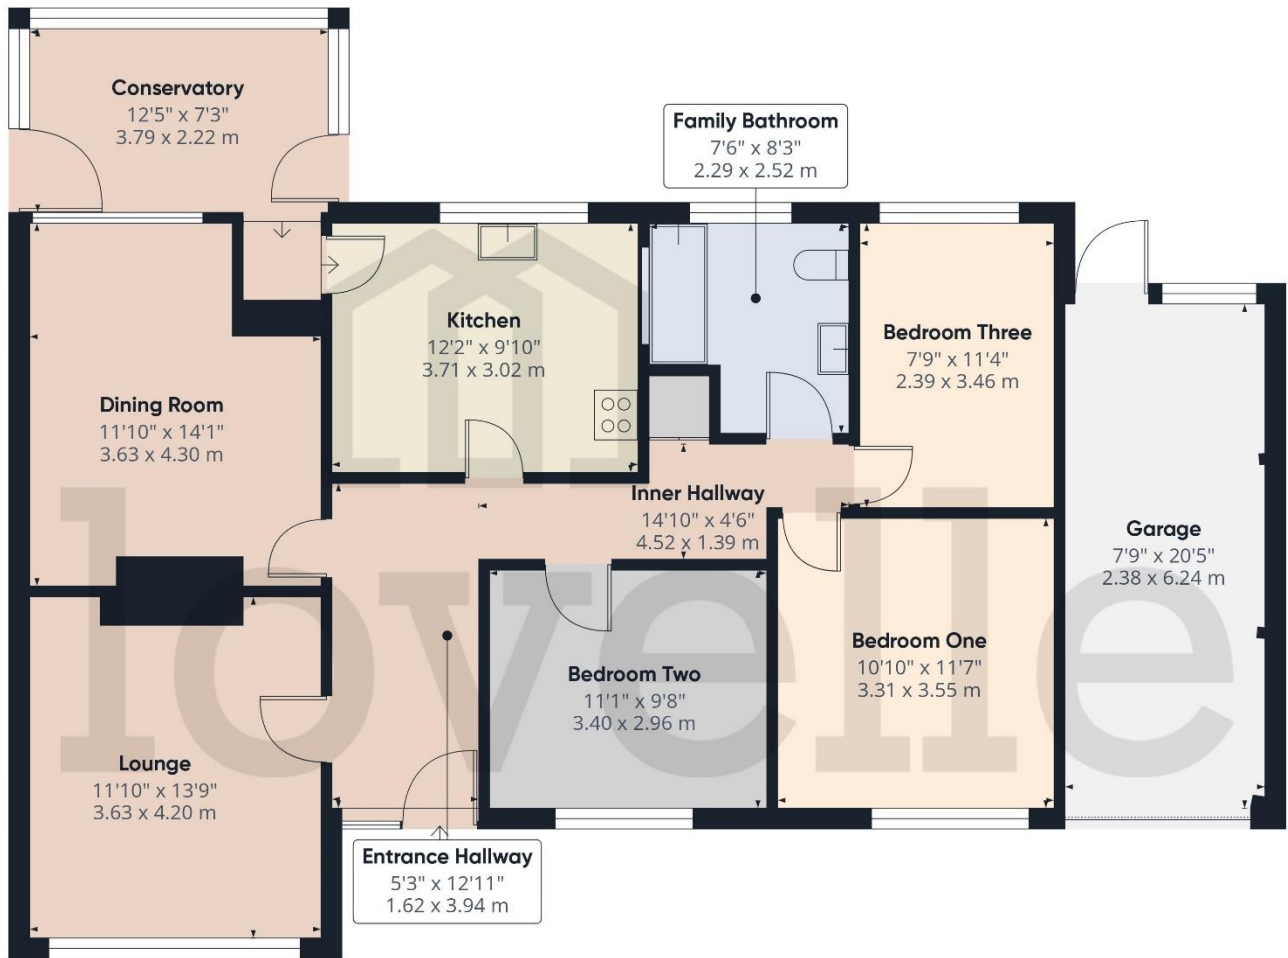 Conservatory
12'5" x 7'3"
3.79 x 2.22 m
Family Bathroom
7'6" x 8'3"
2.29 x 2.52 m
Kitchen
12'2" x 9'10"
3.71 x 3.02 m
Bedroom Three
7'9" x 11'4"
2.39 x 3.46 m
Dining Room
11'10" x 14'1"
3.63 x 4.30 m
Inner Hallway
14'10" x 4'6"
4.52 x 1.39 m
Garage
7'9" x 20'5"
2.38 x 6.24 m
lovelle
Bedroom One
10'10" x 11'7"
3.31 x 3.55 m
Bedroom Two
11'1" x 9'8"
3.40 x 2.96 m
Lounge
11'10" x 13'9"
3.63 x 4.20 m
Entrance Hallway
5'3" x 12'11"
1.62 x 3.94 m